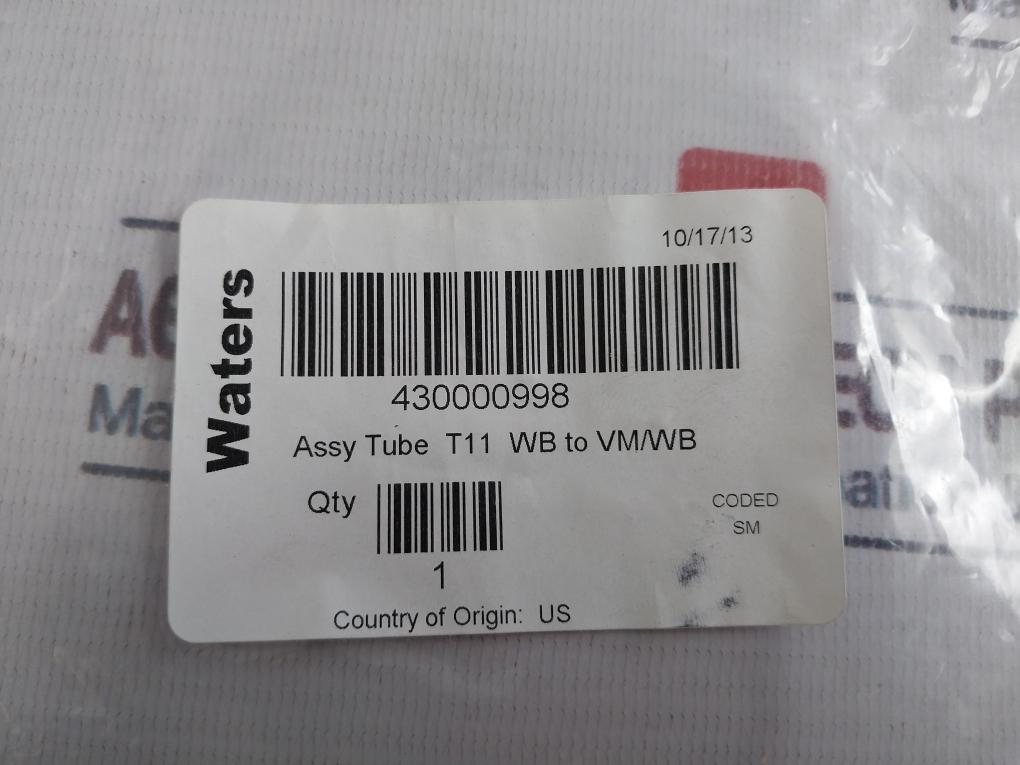 Waters
10/17/13
430000998
Assy Tube T11 WB to VM/WB
Qty
1
CODED
SM
Country of Origin: US